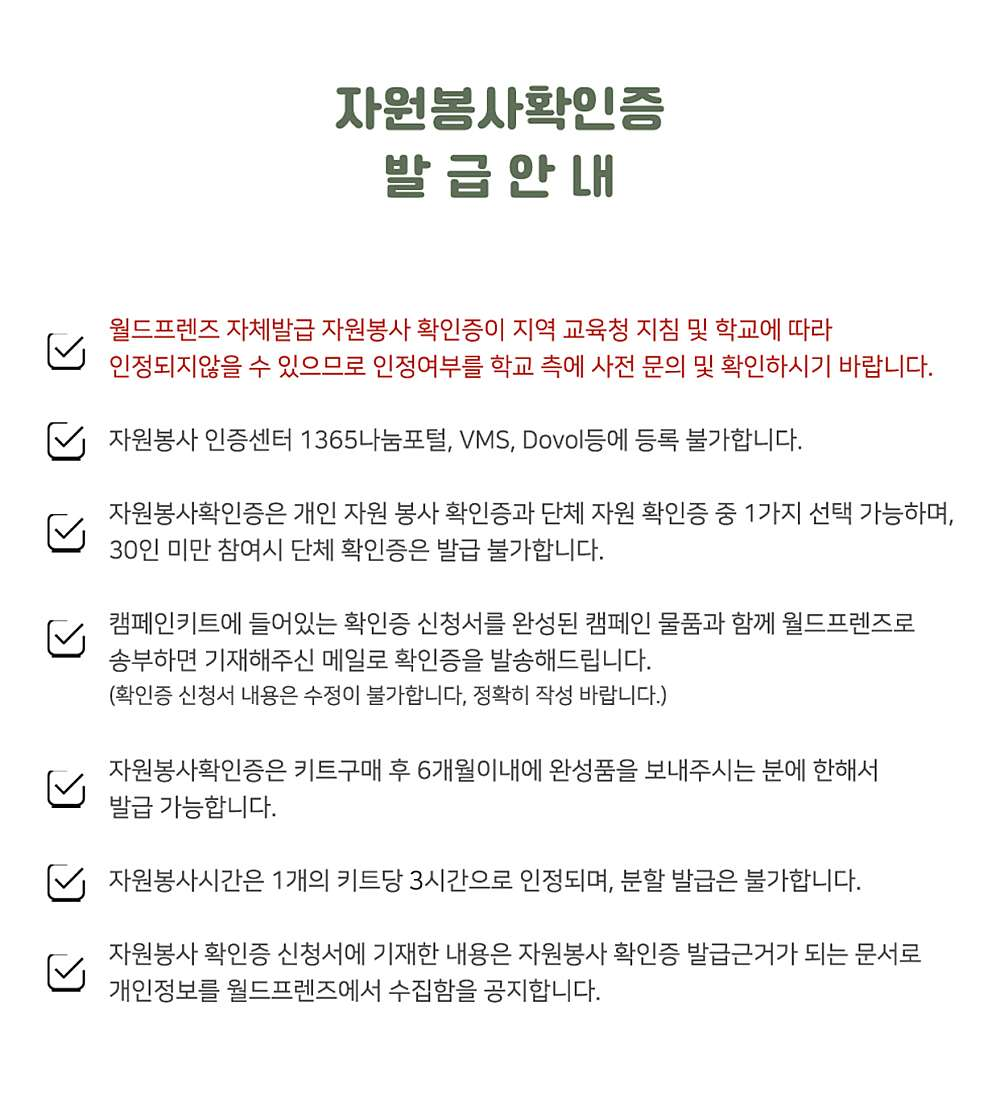 자원봉사확인증
발 급 안 내
월드프렌즈 자체발급 자원봉사 확인증이 지역 교육청 지침 및 학교에 따라
인정되지않을 수 있으므로 인정여부를 학교 측에 사전 문의 및 확인하시기 바랍니다.
자원봉사 인증센터 1365나눔포털, VMS, Dovol등에 등록 불가합니다.
자원봉사확인증은 개인 자원 봉사 확인증과 단체 자원 확인증 중 1가지 선택 가능하며,
30인 미만 참여시 단체 확인증은 발급 불가합니다.
캠페인키트에 들어있는 확인증 신청서를 완성된 캠페인 물품과 함께 월드프렌즈로
송부하면 기재해주신 메일로 확인증을 발송해드립니다.
(확인증 신청서 내용은 수정이 불가합니다, 정확히 작성 바랍니다.)
자원봉사확인증은 키트구매 후 6개월이내에 완성품을 보내주시는 분에 한해서
발급 가능합니다.
자원봉사시간은 1개의 키트당 3시간으로 인정되며, 분할 발급은 불가합니다.
자원봉사 확인증 신청서에 기재한 내용은 자원봉사 확인증 발급근거가 되는 문서로
개인정보를 월드프렌즈에서 수집함을 공지합니다.